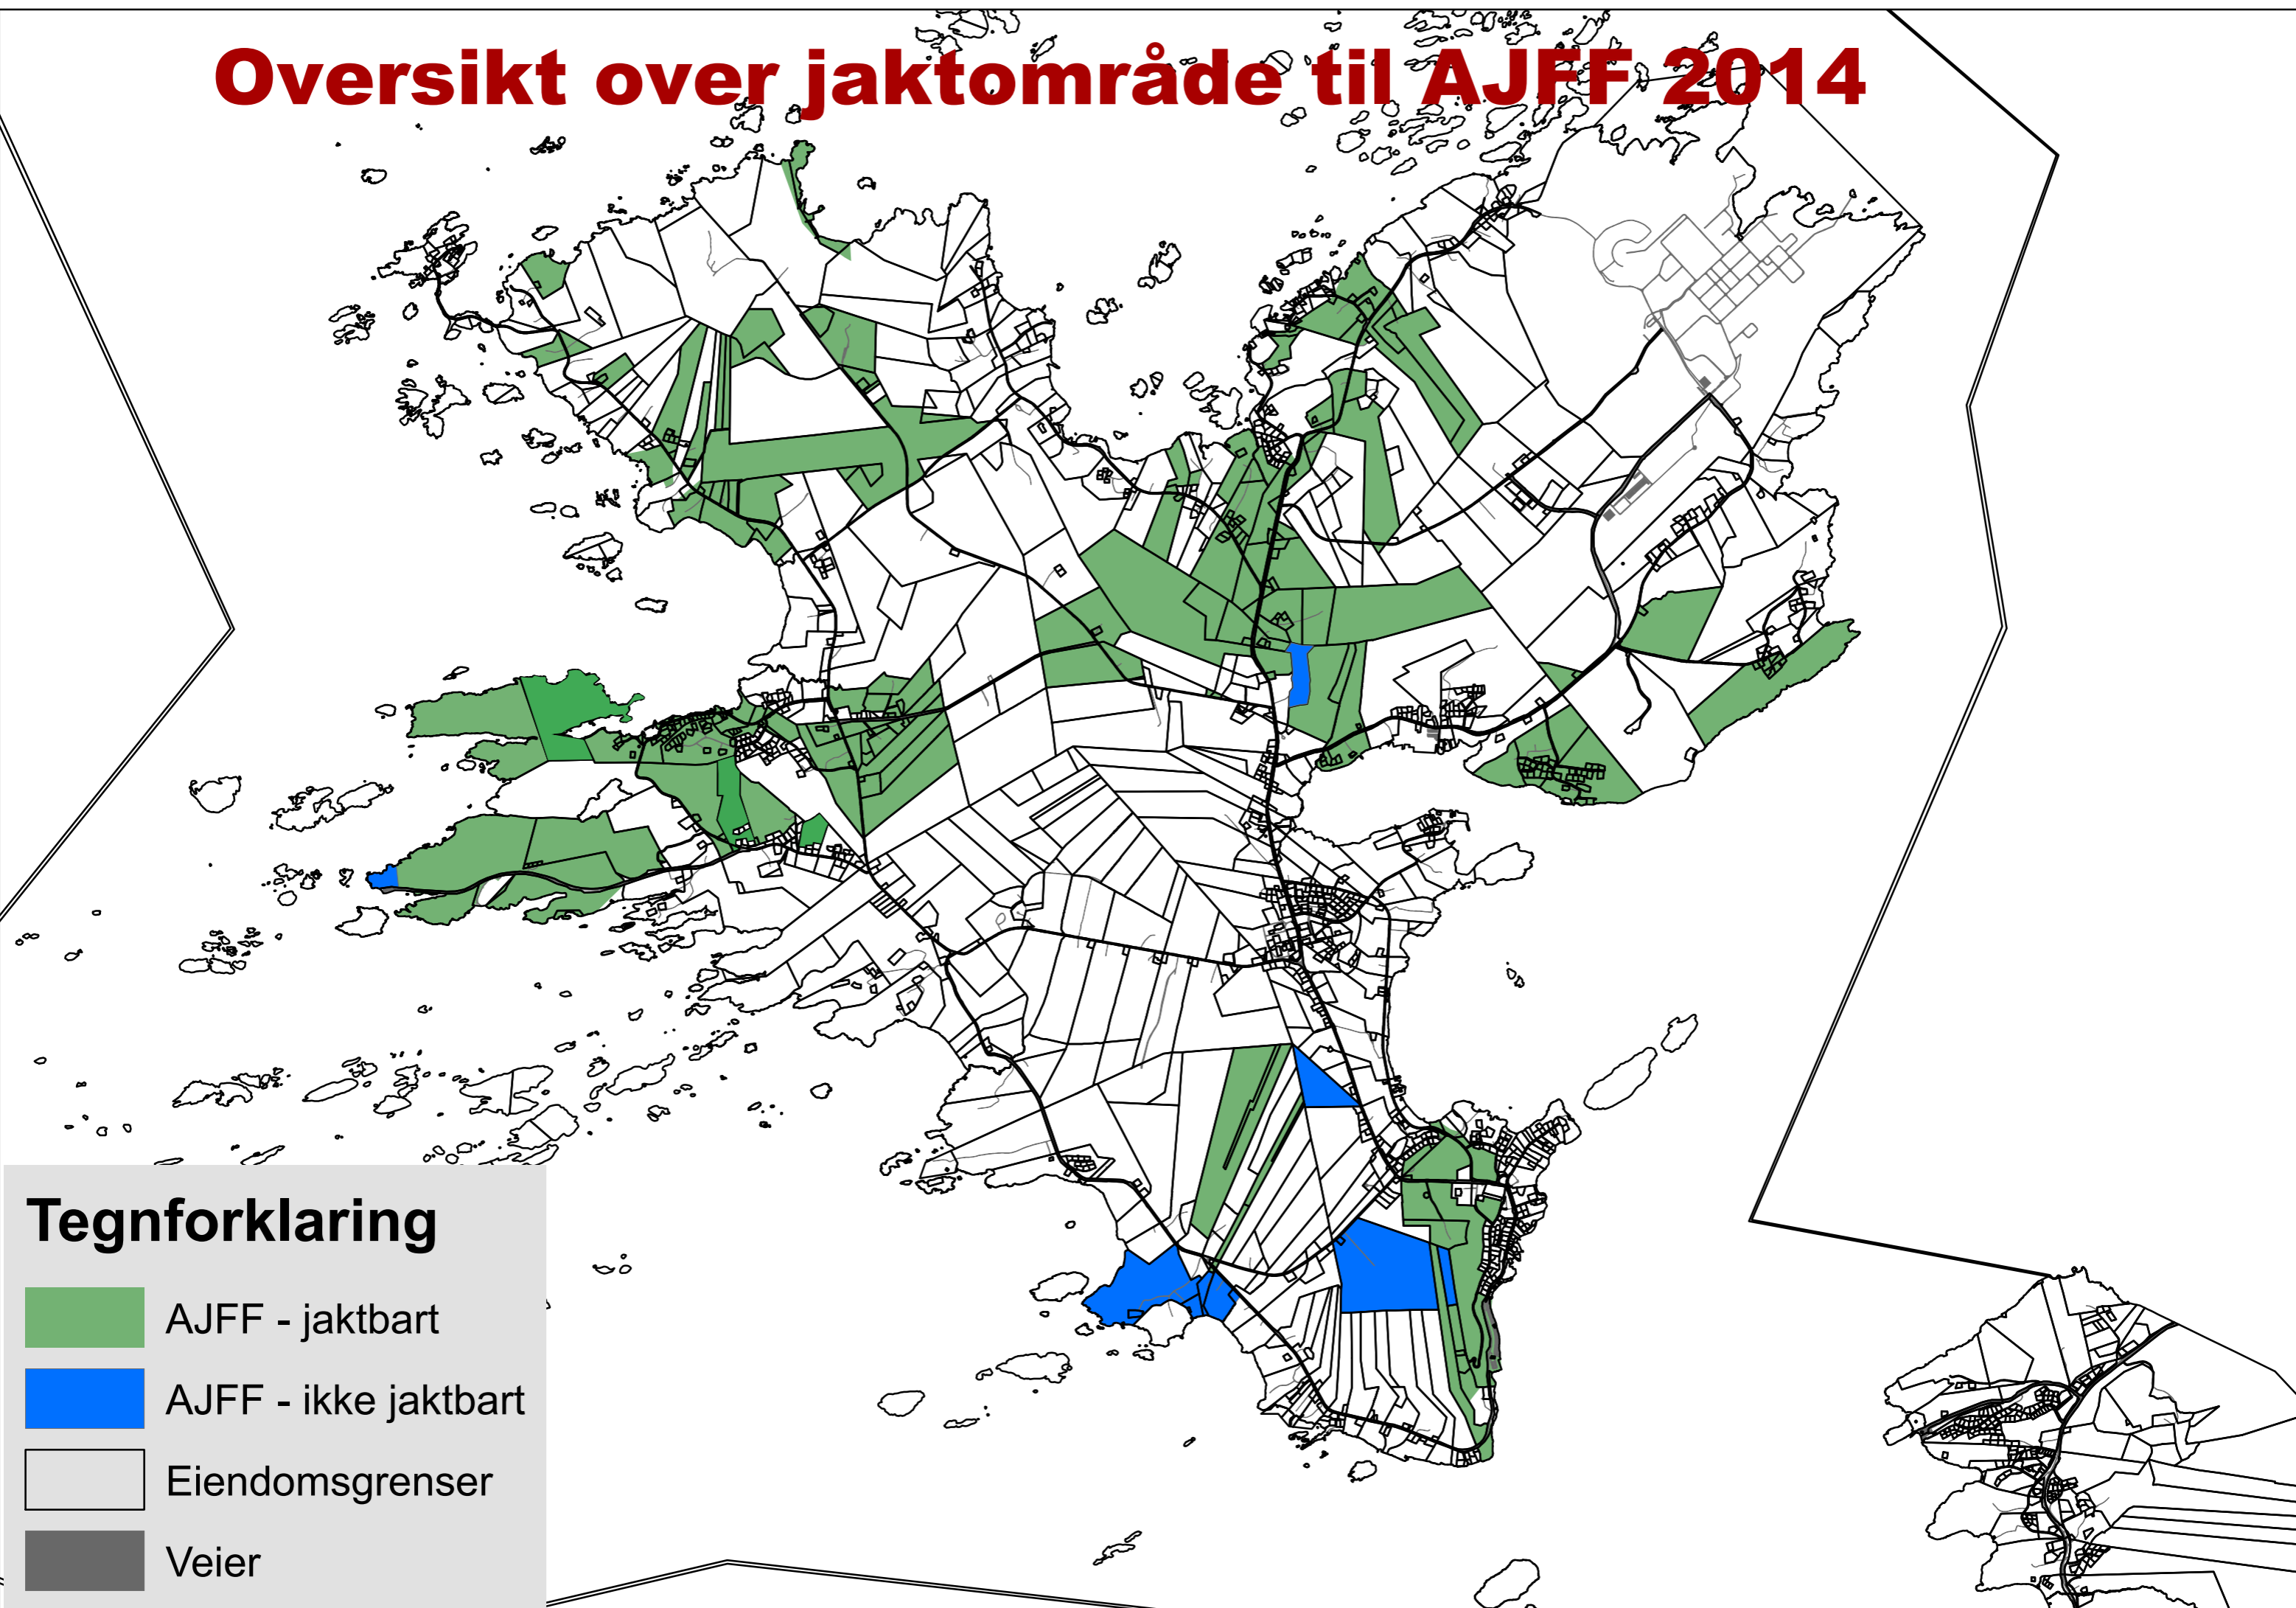 Oversikt over jaktområde til AJFF 2014
Tegnforklaring
AJFF - jaktbart
AJFF - ikke jaktbart
Eiendomsgrenser
Veier